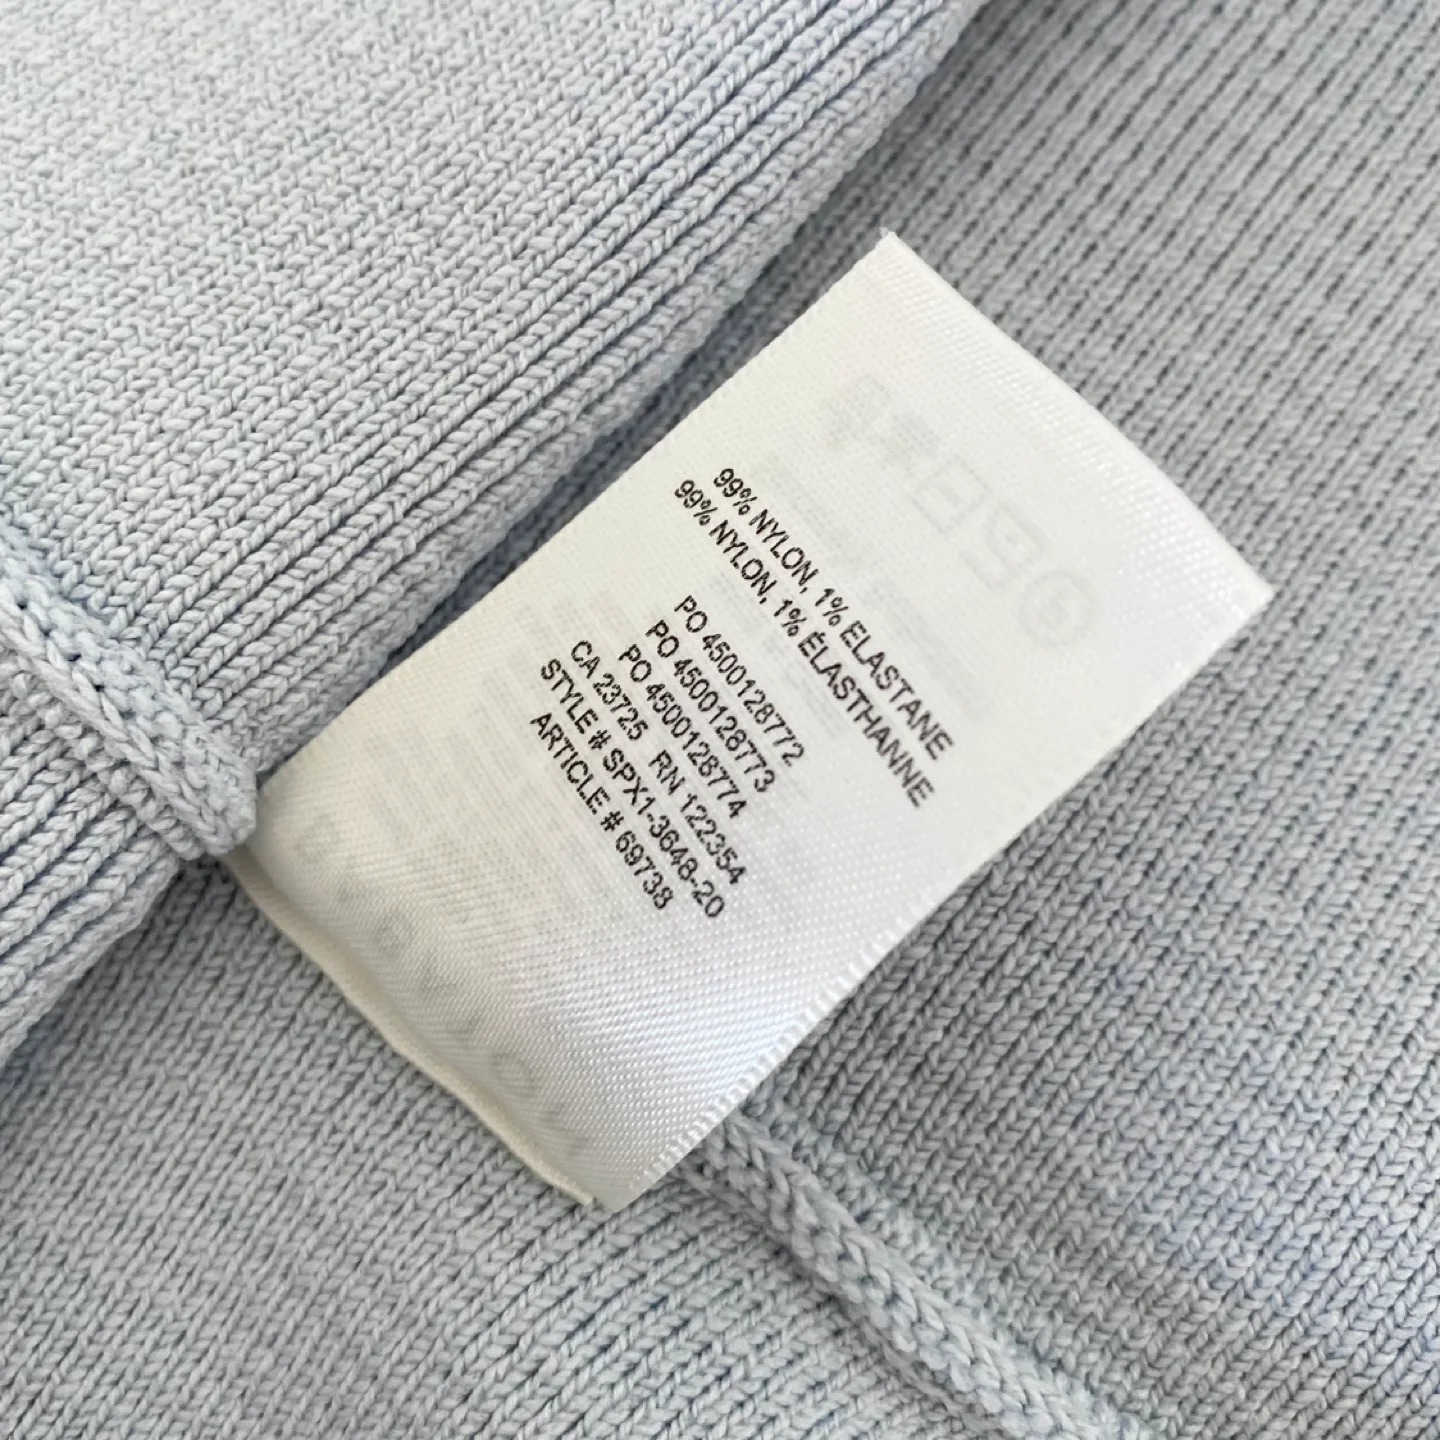 99% NYLON, 1% ELASTANE
99% NYLON, 1% ÉLASTHANNE
PO 4500128772
PO 4500128773
PO 4500128774
CA 23725 RN 122354
STYLE # SPX1-3648-20
ARTICLE # 69738